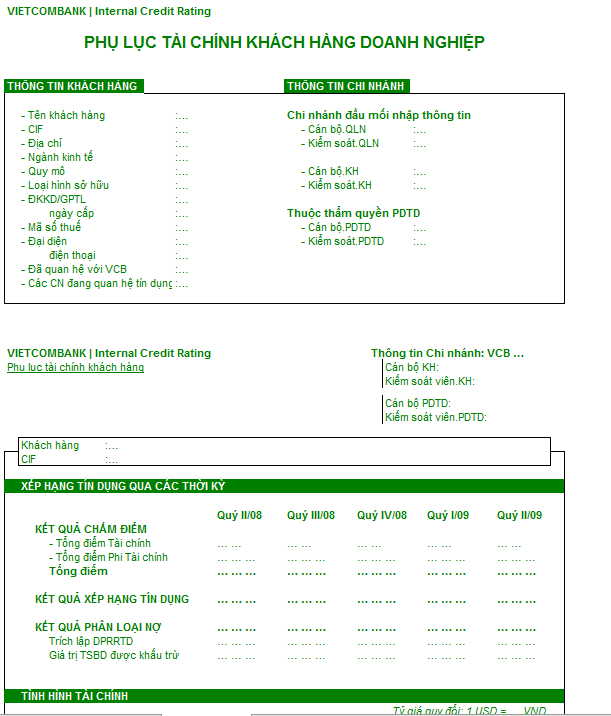 VIETCOMBANK | Internal Credit Rating
PHỤ LỤC TÀI CHÍNH KHÁCH HÀNG DOANH NGHIỆP
THÔNG TIN KHÁCH HÀNG
- Tên khách hàng :...
- CIF :...
- Địa chỉ :...
- Ngành kinh tế :...
- Quy mô :...
- Loại hình sở hữu :...
- ĐKKD/GPTL :...
ngày cấp :...
- Mã số thuế :...
- Đại diện :...
điện thoại :...
- Đã quan hệ với VCB :...
- Các CN đang quan hệ tín dụng :...
THÔNG TIN CHI NHÁNH
Chi nhánh đầu mối nhập thông tin
- Cán bộ.QLN :...
- Kiểm soát.QLN :...
- Cán bộ.KH :...
- Kiểm soát.KH :...
Thuộc thẩm quyền PDTD
- Cán bộ.PDTD :...
- Kiểm soát.PDTD :...
VIETCOMBANK | Internal Credit Rating
Phụ lục tài chính khách hàng
Thông tin Chi nhánh: VCB ...
Cán bộ KH:
Kiểm soát viên.KH:
Cán bộ PDTD:
Kiểm soát viên.PDTD:
Khách hàng :...
CIF :...
XẾP HẠNG TÍN DỤNG QUA CÁC THỜI KỲ
Quý II/08 Quý III/08 Quý IV/08 Quý I/09 Quý II/09
KẾT QUẢ CHẤM ĐIỂM
- Tổng điểm Tài chính ... ... ... ... ... ... ... ... ... ...
- Tổng điểm Phi Tài chính ... ... ... ... ... ... ... ... ... ... ... ... ... ... ...
Tổng điểm ... ... ... ... ... ... ... ... ... ... ... ... ... ... ...
KẾT QUẢ XẾP HẠNG TÍN DỤNG ... ... ... ... ... ... ... ... ... ... ... ... ... ... ...
KẾT QUẢ PHÂN LOẠI NỢ ... ... ... ... ... ... ... ... ... ... ... ... ... ... ...
Trích lập DPRRTD ... ... ... ... ... ... ... ... ... ... ... ... ... ... ...
Giá trị TSBD được khấu trừ ... ... ... ... ... ... ... ... ... ... ... ... ... ... ...
TÌNH HÌNH TÀI CHÍNH
Tỷ giá quy đổi: 1 USD = ... VND